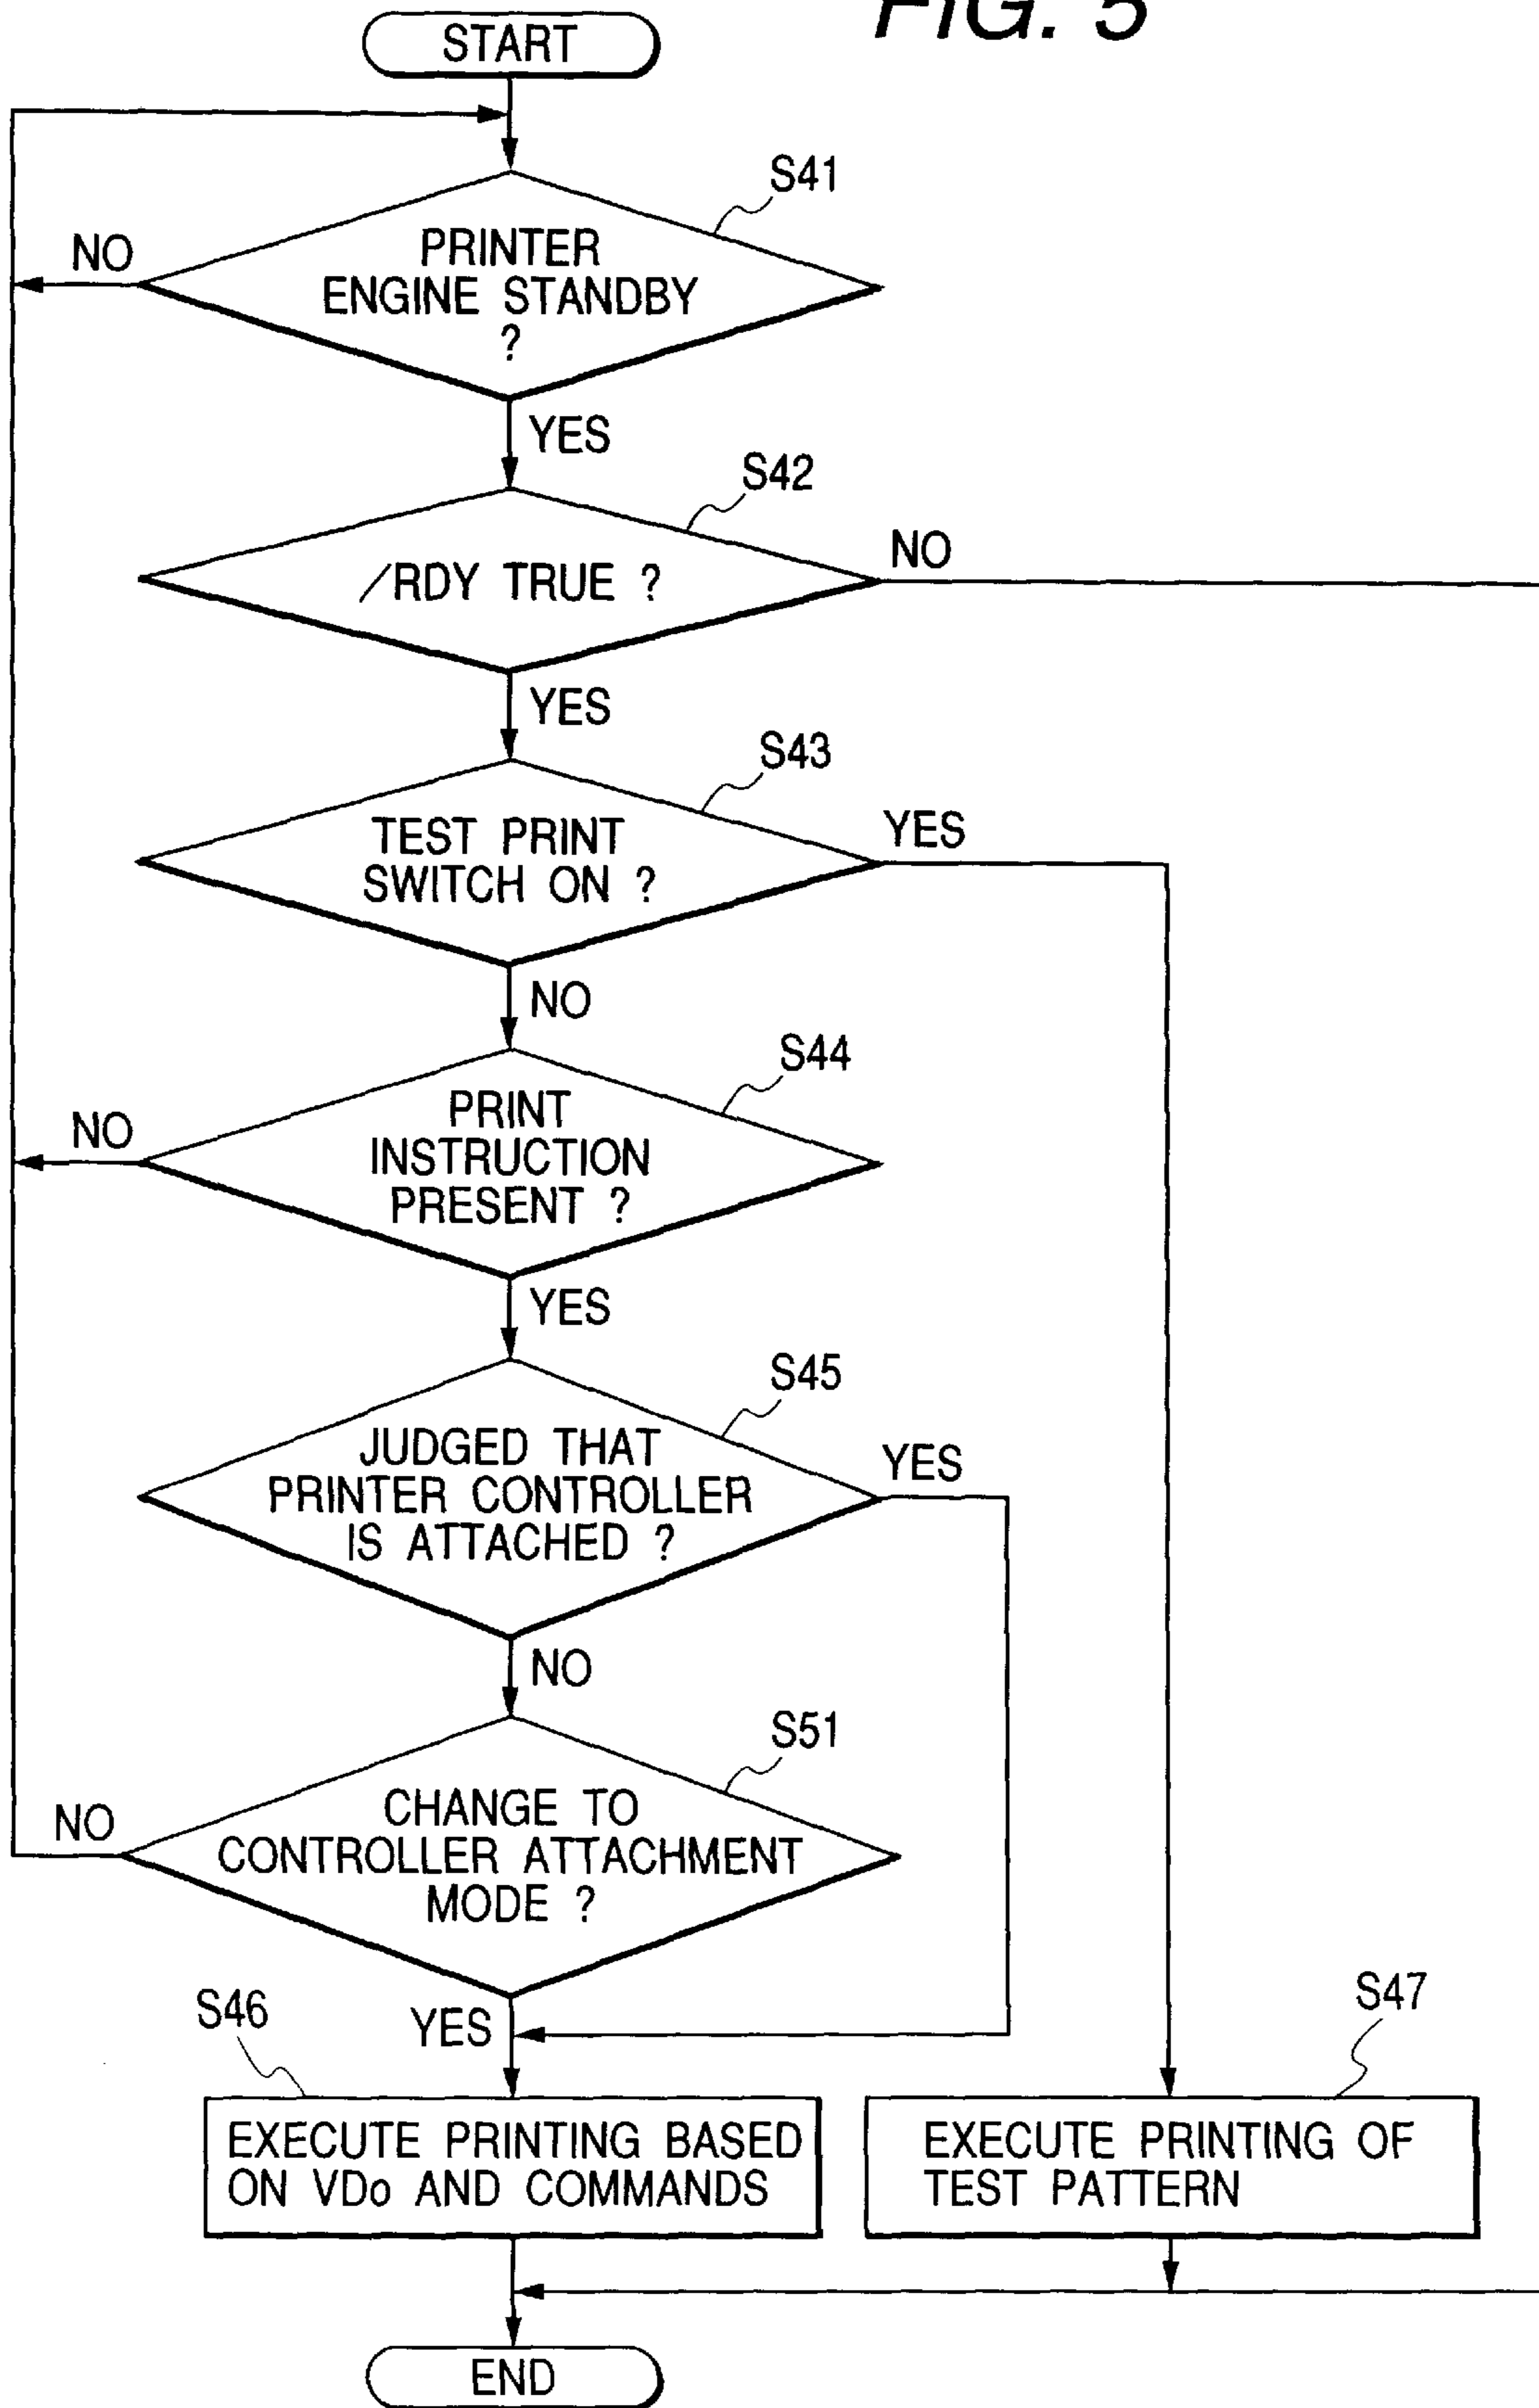 FIG. 5
START
S41
NO
PRINTER
ENGINE STANDBY
?
YES
S42
NO
/RDY TRUE ?
YES
S43
YES
TEST PRINT
SWITCH ON ?
NO
S44
NO
PRINT
INSTRUCTION
PRESENT ?
YES
S45
YES
JUDGED THAT
PRINTER CONTROLLER
IS ATTACHED ?
NO
S51
NO
CHANGE TO
CONTROLLER ATTACHMENT
MODE ?
YES
S46
S47
EXECUTE PRINTING BASED
ON VDo AND COMMANDS
EXECUTE PRINTING OF
TEST PATTERN
END